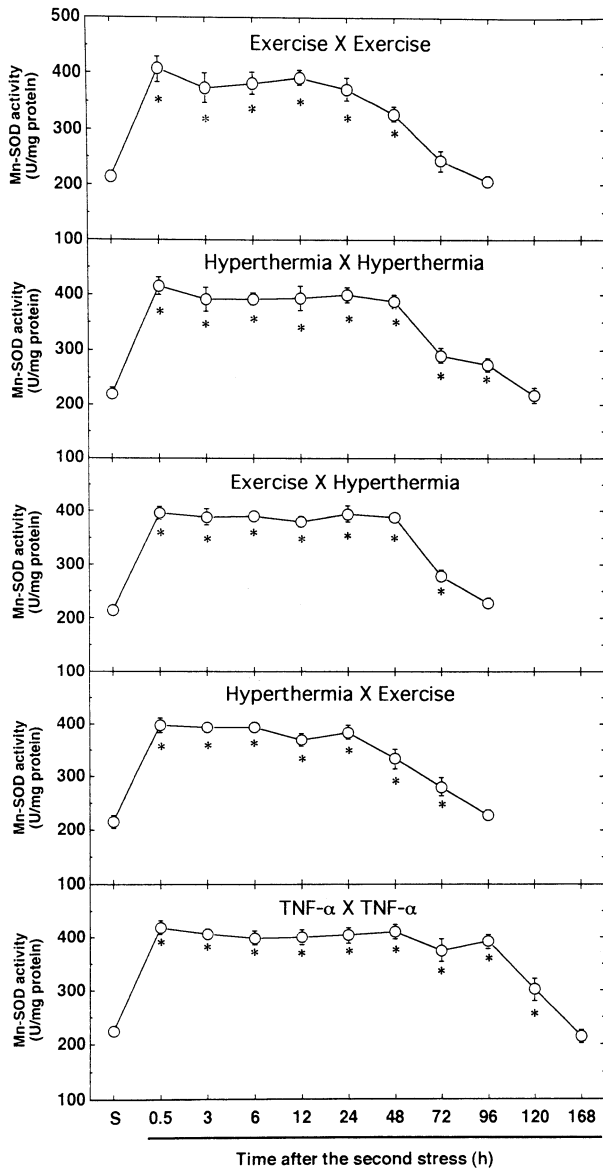 500
400
300
200
100
Mn-SOD activity
(U/mg protein)
Exercise X Exercise
* * * * * *
400
300
200
100
Mn-SOD activity
(U/mg protein)
Hyperthermia X Hyperthermia
* * * * * * * *
400
300
200
100
Mn-SOD activity
(U/mg protein)
Exercise X Hyperthermia
* * * * * * *
400
300
200
100
Mn-SOD activity
(U/mg protein)
Hyperthermia X Exercise
* * * * * * *
400
300
200
100
Mn-SOD activity
(U/mg protein)
TNF-α X TNF-α
* * * * * * * * *
S 0.5 3 6 12 24 48 72 96 120 168
Time after the second stress (h)